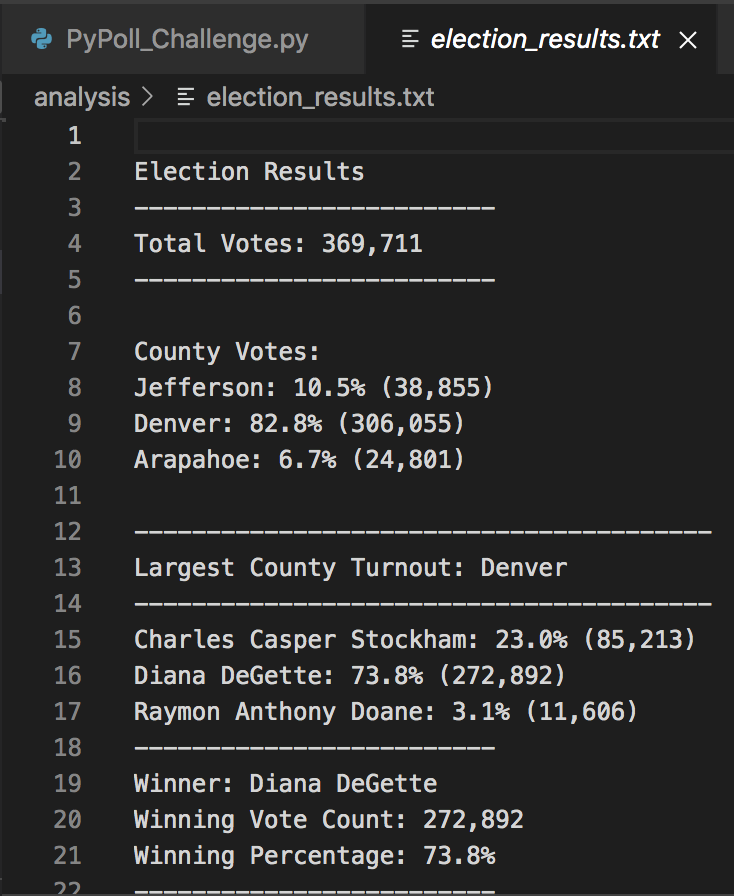 PyPoll_Challenge.py election_results.txt
analysis > election_results.txt
1
2 Election Results
3 -------------------------
4 Total Votes: 369,711
5 -------------------------
6
7 County Votes:
8 Jefferson: 10.5% (38,855)
9 Denver: 82.8% (306,055)
10 Arapahoe: 6.7% (24,801)
11
12 ----------------------------------------
13 Largest County Turnout: Denver
14 ----------------------------------------
15 Charles Casper Stockham: 23.0% (85,213)
16 Diana DeGette: 73.8% (272,892)
17 Raymon Anthony Doane: 3.1% (11,606)
18 -------------------------
19 Winner: Diana DeGette
20 Winning Vote Count: 272,892
21 Winning Percentage: 73.8%
22 -------------------------